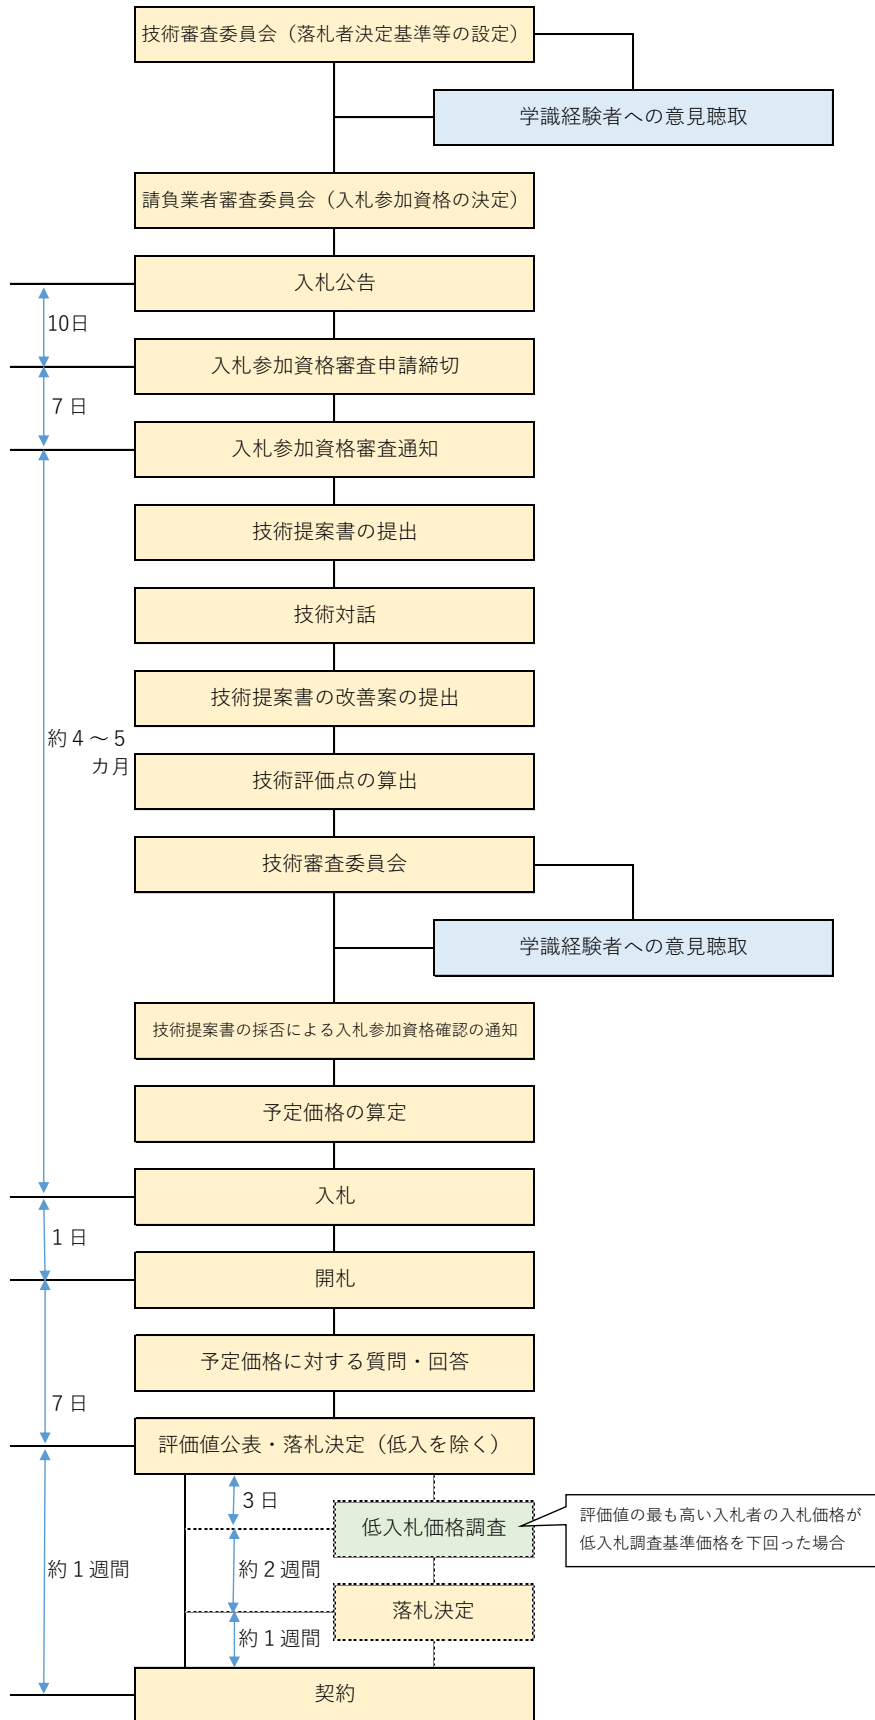 技術審査委員会（落札者決定基準等の設定）
学識経験者への意見聴取
請負業者審査委員会（入札参加資格の決定）
入札公告
10日
入札参加資格審査申請締切
７日
入札参加資格審査通知
技術提案書の提出
技術対話
技術提案書の改善案の提出
約４～５
カ月
技術評価点の算出
技術審査委員会
学識経験者への意見聴取
技術提案書の採否による入札参加資格確認の通知
予定価格の算定
入札
１日
開札
予定価格に対する質問・回答
７日
評価値公表・落札決定（低入を除く）
３日
低入札価格調査
評価値の最も高い入札者の入札価格が
低入札調査基準価格を下回った場合
約１週間
約２週間
落札決定
約１週間
契約